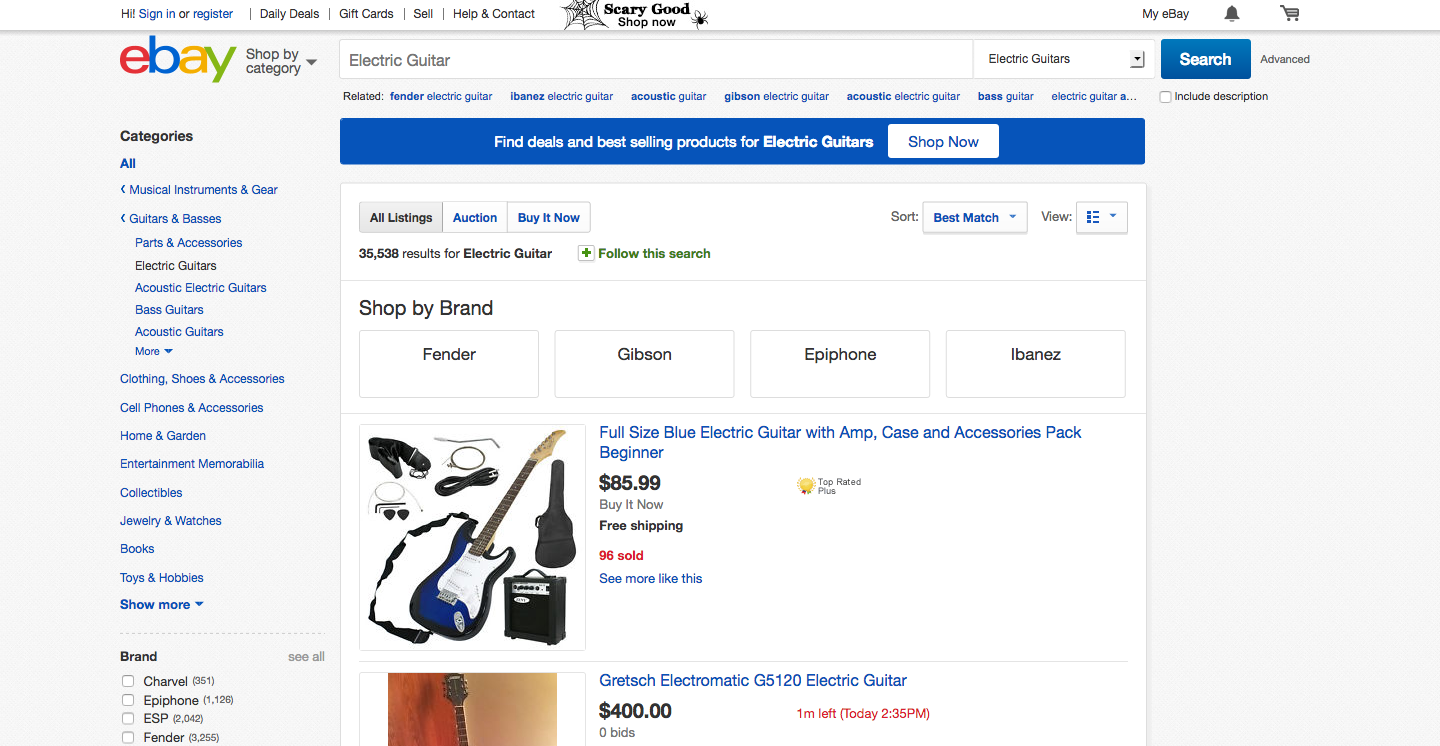 Hi! Sign in or register
Daily Deals
Gift Cards
Sell
Help & Contact
Scary Good
Shop now
My eBay
ebay
Shop by
category
Electric Guitar
Electric Guitars
Search
Advanced
Related: fender electric guitar ibanez electric guitar acoustic guitar gibson electric guitar acoustic electric guitar bass guitar electric guitar a...
Include description
Find deals and best selling products for Electric Guitars
Shop Now
Categories
All
Musical Instruments & Gear
Guitars & Basses
Parts & Accessories
Electric Guitars
Acoustic Electric Guitars
Bass Guitars
Acoustic Guitars
More
Clothing, Shoes & Accessories
Cell Phones & Accessories
Home & Garden
Entertainment Memorabilia
Collectibles
Jewelry & Watches
Books
Toys & Hobbies
Show more
Brand
see all
Charvel (351)
Epiphone (1,126)
ESP (2,042)
Fender (3,255)
All Listings
Auction
Buy It Now
Sort: Best Match
View:
35,538 results for Electric Guitar
Follow this search
Shop by Brand
Fender
Gibson
Epiphone
Ibanez
Full Size Blue Electric Guitar with Amp, Case and Accessories Pack
Beginner
$85.99
Buy It Now
Free shipping
Top Rated
Plus
96 sold
See more like this
Gretsch Electromatic G5120 Electric Guitar
$400.00
0 bids
1m left (Today 2:35PM)